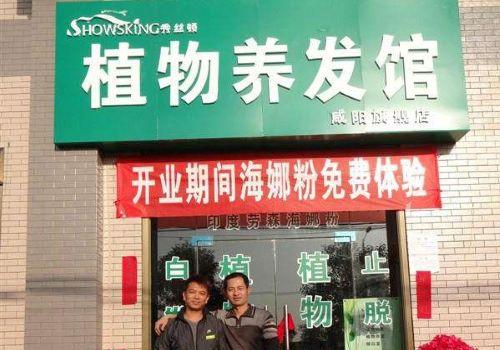 SHOWSKING秀丝顿
植物养发馆
咸阳旗舰店
开业期间海娜粉免费体验
印度劳森海娜粉
白 植 植 止
物 脱